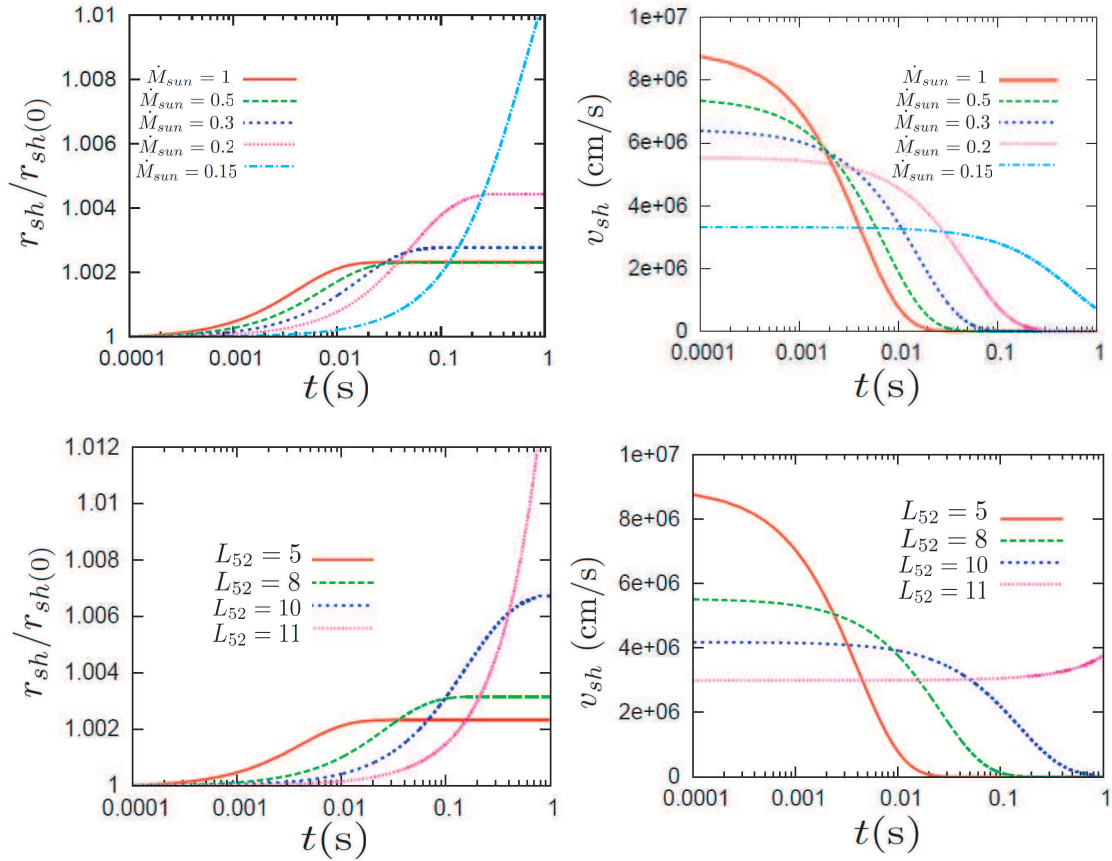 1.01
1.008
1.006
1.004
1.002
1
r_sh/r_sh(0)
Ṁ_sun = 1
Ṁ_sun = 0.5
Ṁ_sun = 0.3
Ṁ_sun = 0.2
Ṁ_sun = 0.15
0.0001 0.001 0.01 0.1 1
t(s)
1e+07
8e+06
6e+06
4e+06
2e+06
0
v_sh (cm/s)
Ṁ_sun = 1
Ṁ_sun = 0.5
Ṁ_sun = 0.3
Ṁ_sun = 0.2
Ṁ_sun = 0.15
0.0001 0.001 0.01 0.1 1
t(s)
1.012
1.01
1.008
1.006
1.004
1.002
1
r_sh/r_sh(0)
L_52 = 5
L_52 = 8
L_52 = 10
L_52 = 11
0.0001 0.001 0.01 0.1 1
t(s)
1e+07
8e+06
6e+06
4e+06
2e+06
0
v_sh (cm/s)
L_52 = 5
L_52 = 8
L_52 = 10
L_52 = 11
0.0001 0.001 0.01 0.1 1
t(s)